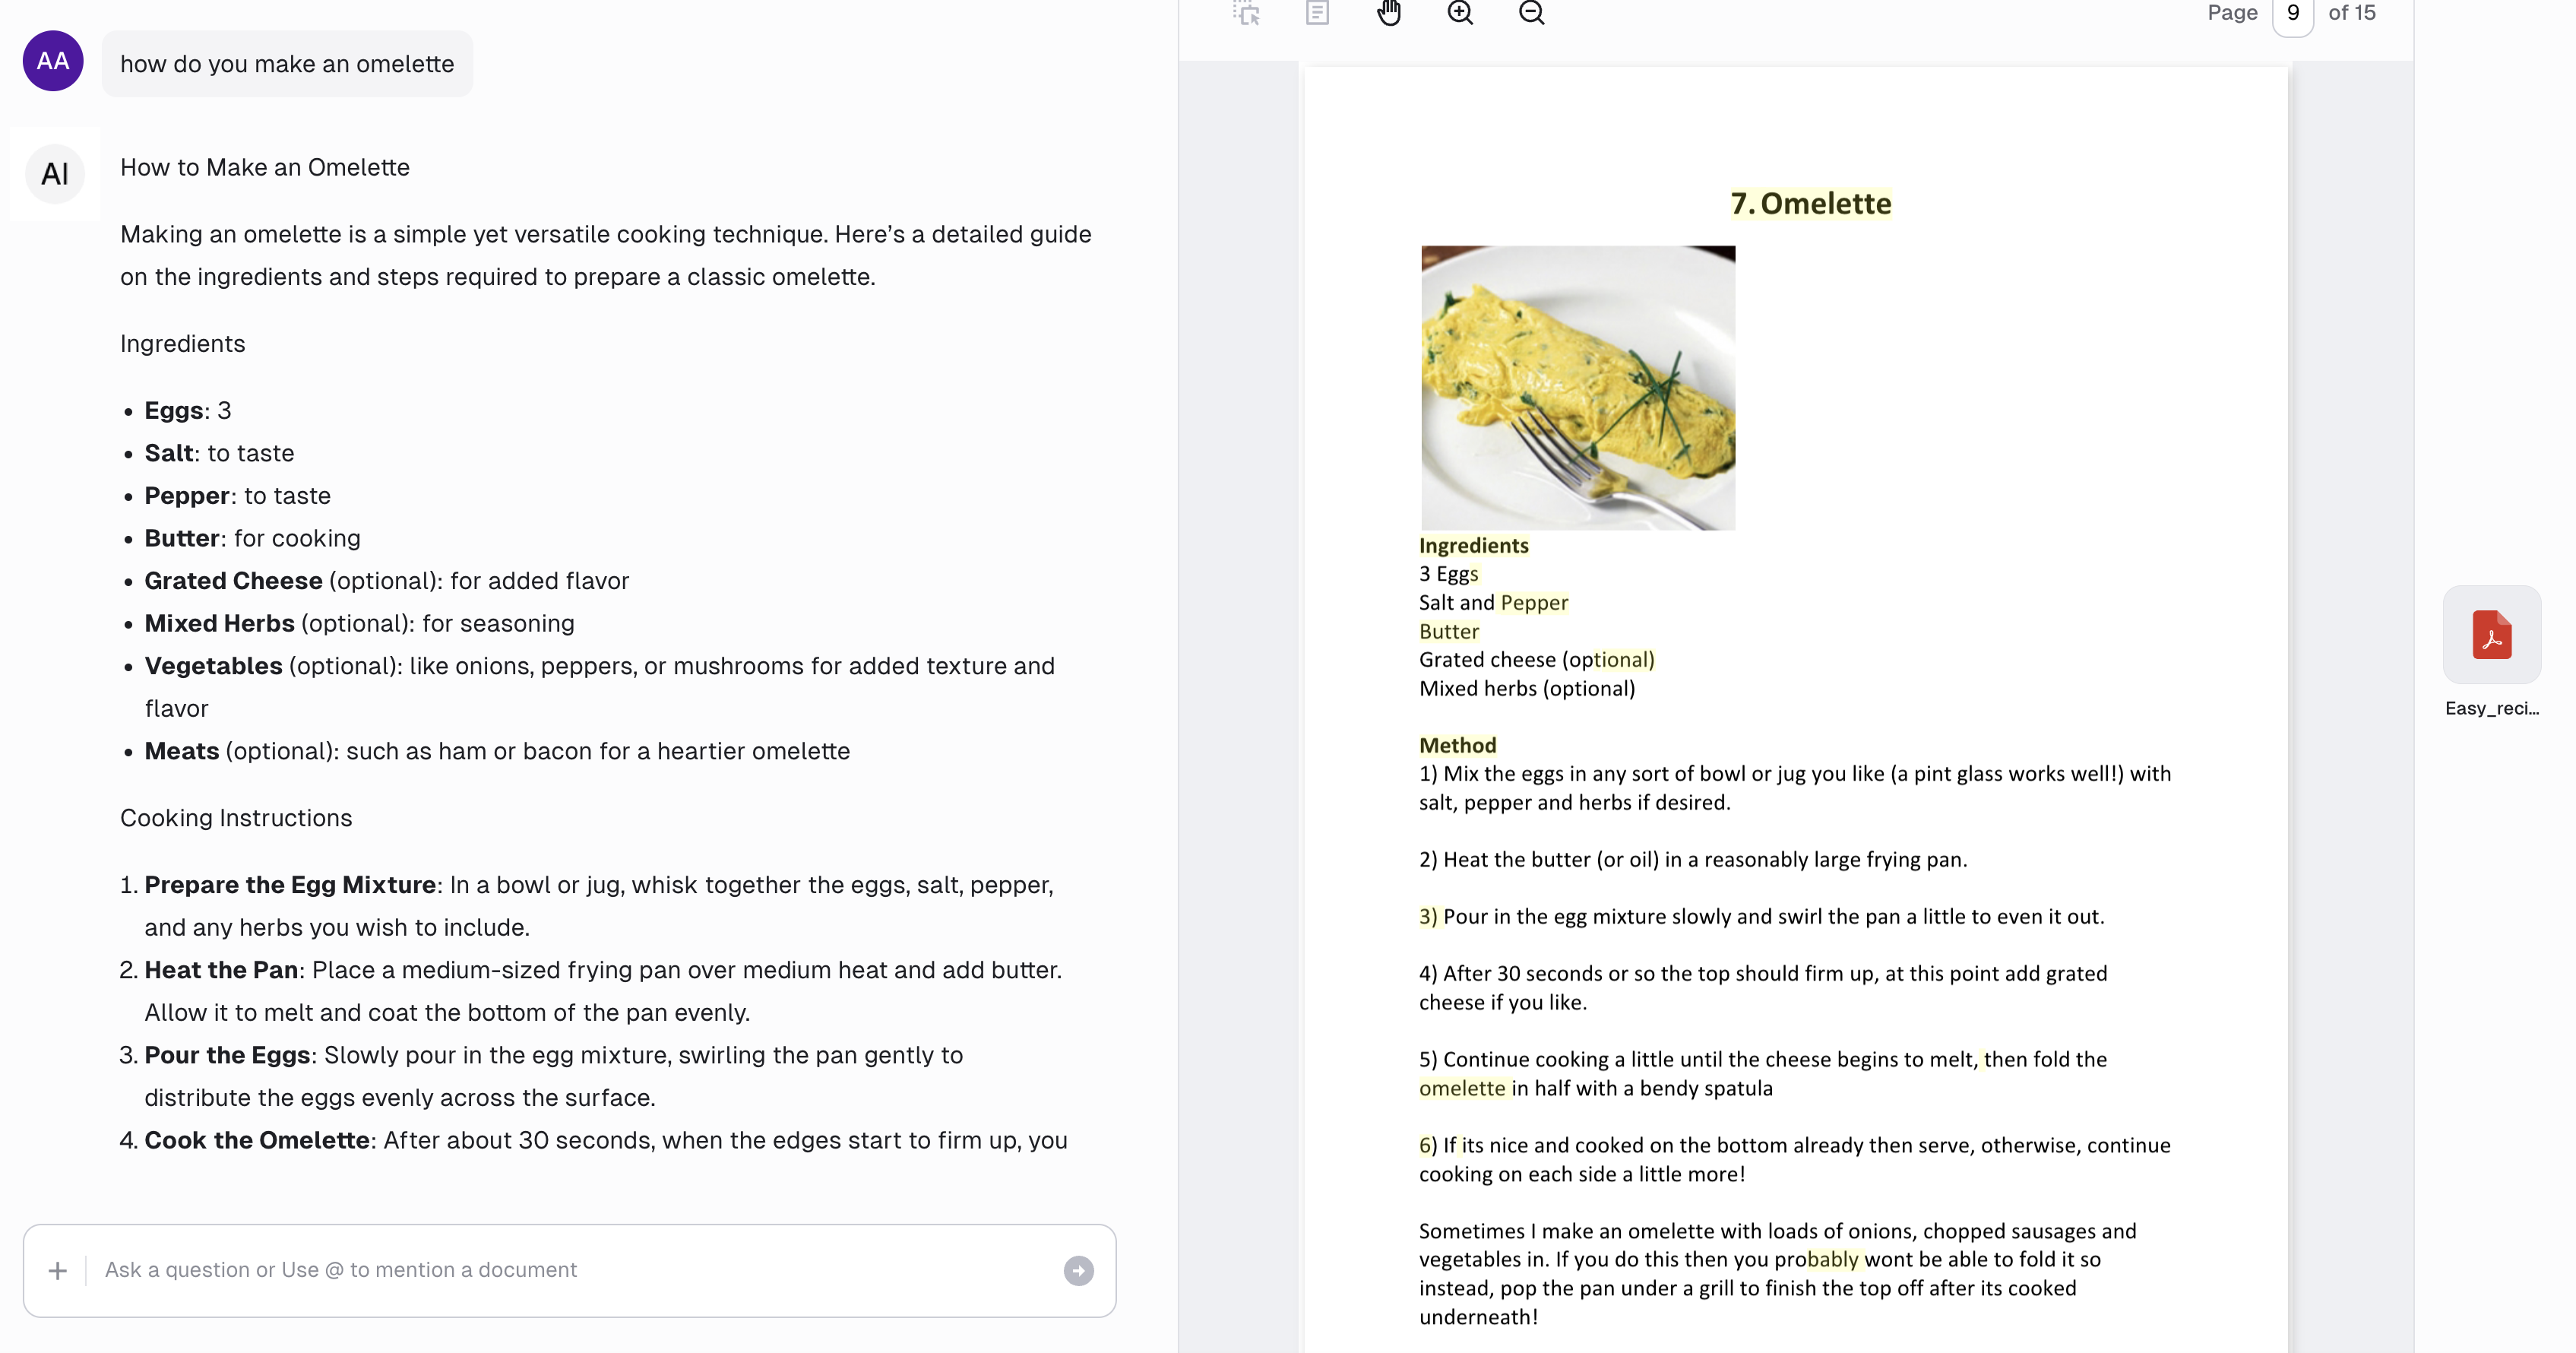 AA
how do you make an omelette
AI
How to Make an Omelette
Making an omelette is a simple yet versatile cooking technique. Here’s a detailed guide
on the ingredients and steps required to prepare a classic omelette.
Ingredients
• Eggs: 3
• Salt: to taste
• Pepper: to taste
• Butter: for cooking
• Grated Cheese (optional): for added flavor
• Mixed Herbs (optional): for seasoning
• Vegetables (optional): like onions, peppers, or mushrooms for added texture and
flavor
• Meats (optional): such as ham or bacon for a heartier omelette
Cooking Instructions
1. Prepare the Egg Mixture: In a bowl or jug, whisk together the eggs, salt, pepper,
and any herbs you wish to include.
2. Heat the Pan: Place a medium-sized frying pan over medium heat and add butter.
Allow it to melt and coat the bottom of the pan evenly.
3. Pour the Eggs: Slowly pour in the egg mixture, swirling the pan gently to
distribute the eggs evenly across the surface.
4. Cook the Omelette: After about 30 seconds, when the edges start to firm up, you
Ask a question or Use @ to mention a document
Page 9 of 15
7. Omelette
Ingredients
3 Eggs
Salt and Pepper
Butter
Grated cheese (optional)
Mixed herbs (optional)
Method
1) Mix the eggs in any sort of bowl or jug you like (a pint glass works well!) with
salt, pepper and herbs if desired.
2) Heat the butter (or oil) in a reasonably large frying pan.
3) Pour in the egg mixture slowly and swirl the pan a little to even it out.
4) After 30 seconds or so the top should firm up, at this point add grated
cheese if you like.
5) Continue cooking a little until the cheese begins to melt, then fold the
omelette in half with a bendy spatula
6) If its nice and cooked on the bottom already then serve, otherwise, continue
cooking on each side a little more!
Sometimes I make an omelette with loads of onions, chopped sausages and
vegetables in. If you do this then you probably wont be able to fold it so
instead, pop the pan under a grill to finish the top off after its cooked
underneath!
Easy_reci...